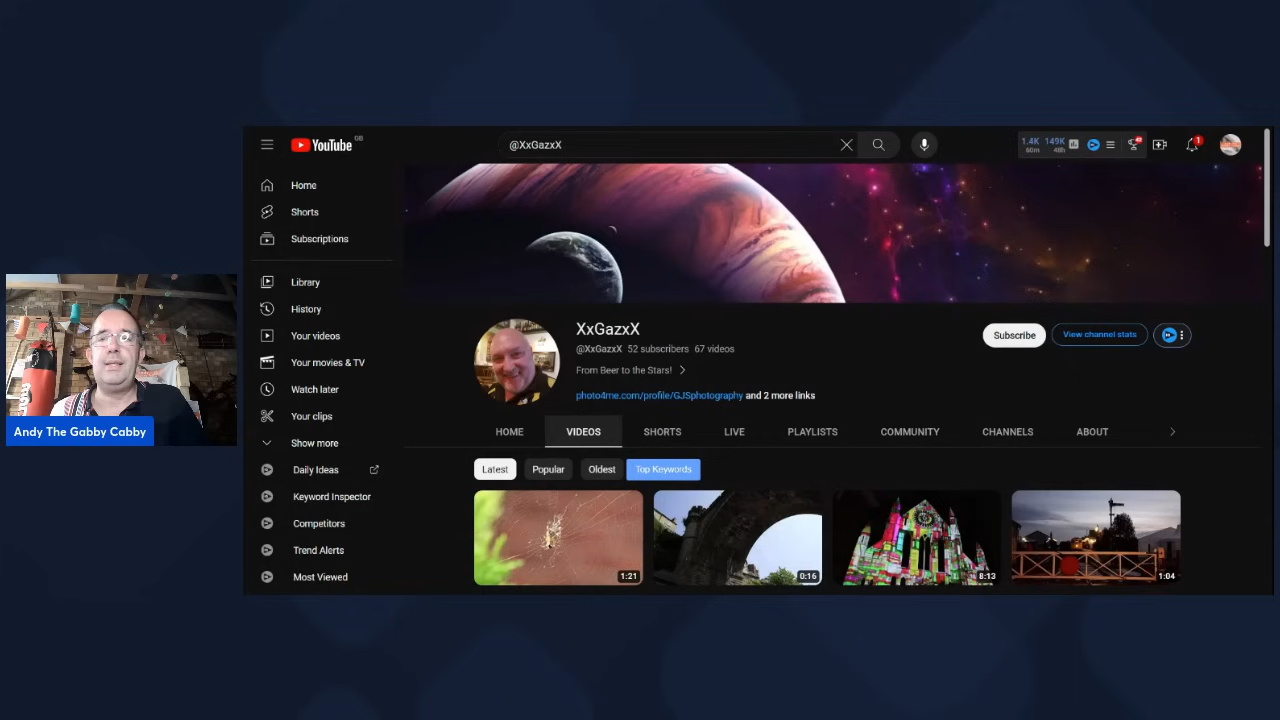 YouTube GB
@XxGazxX
1.4K 149K
60m 48h
1
Home
Shorts
Subscriptions
Library
History
Your videos
Your movies & TV
Watch later
Your clips
Show more
Daily Ideas
Keyword Inspector
Competitors
Trend Alerts
Most Viewed
XxGazxX
@XxGazxX 52 subscribers 67 videos
From Beer to the Stars!
photo4me.com/profile/GJSphotography and 2 more links
Subscribe
View channel stats
HOME VIDEOS SHORTS LIVE PLAYLISTS COMMUNITY CHANNELS ABOUT
Latest Popular Oldest Top Keywords
1:21 0:16 8:13 1:04
Andy The Gabby Cabby